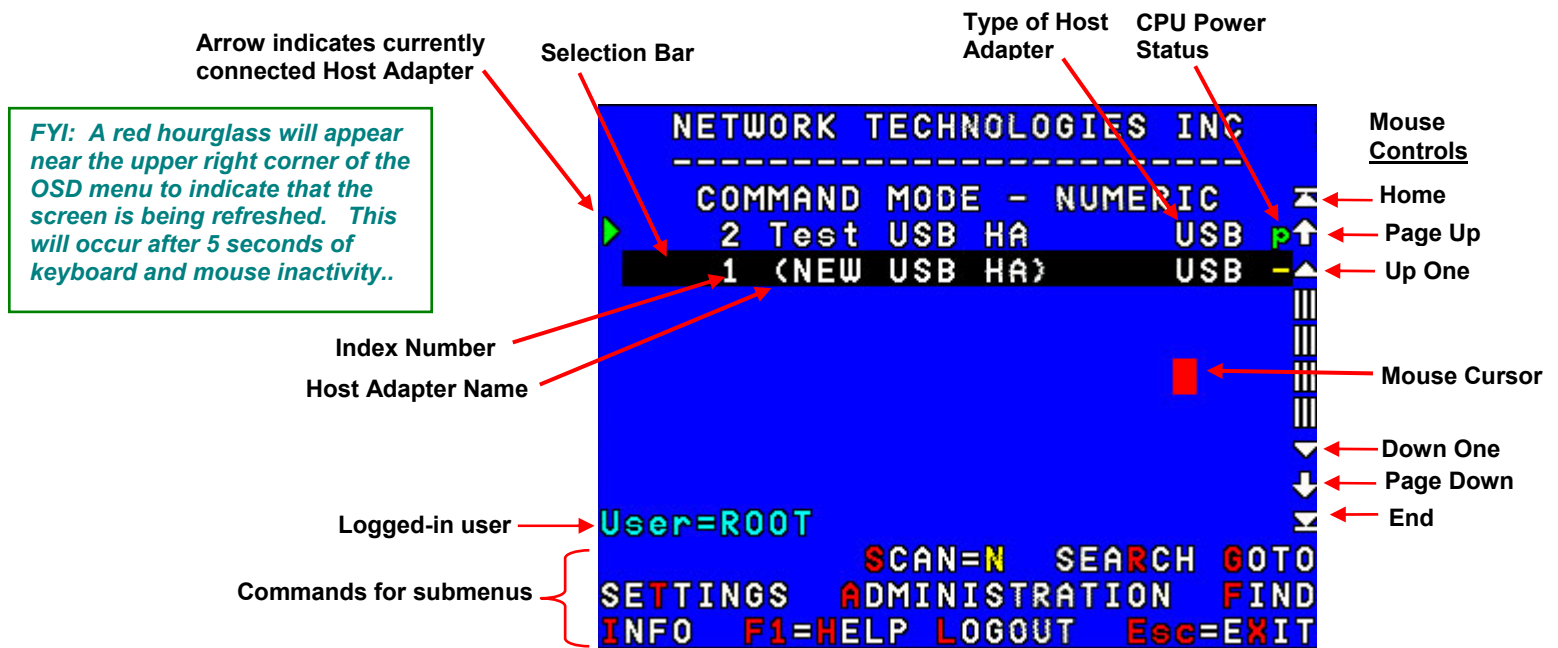 Arrow indicates currently
connected Host Adapter
Selection Bar
Type of Host
Adapter
CPU Power
Status
FYI: A red hourglass will appear
near the upper right corner of the
OSD menu to indicate that the
screen is being refreshed. This
will occur after 5 seconds of
keyboard and mouse inactivity..
NETWORK TECHNOLOGIES INC
--------------------------
COMMAND MODE - NUMERIC
2 Test USB HA USB p
1 (NEW USB HA) USB -
Mouse
Controls
Home
Page Up
Up One
Index Number
Host Adapter Name
Mouse Cursor
Down One
Page Down
End
Logged-in user
User=ROOT
Commands for submenus
SCAN=N SEARCH GOTO
SETTINGS ADMINISTRATION FIND
INFO F1=HELP LOGOUT Esc=EXIT